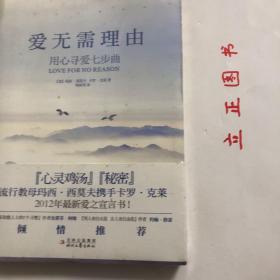 爱无需理由
用心寻爱七步曲
LOVE FOR NO REASON
『心灵鸡汤』『秘密』
流行教母玛西·西莫夫携手卡罗·克莱
2012年最新爱之宣言书！
倾情推荐
立正图书